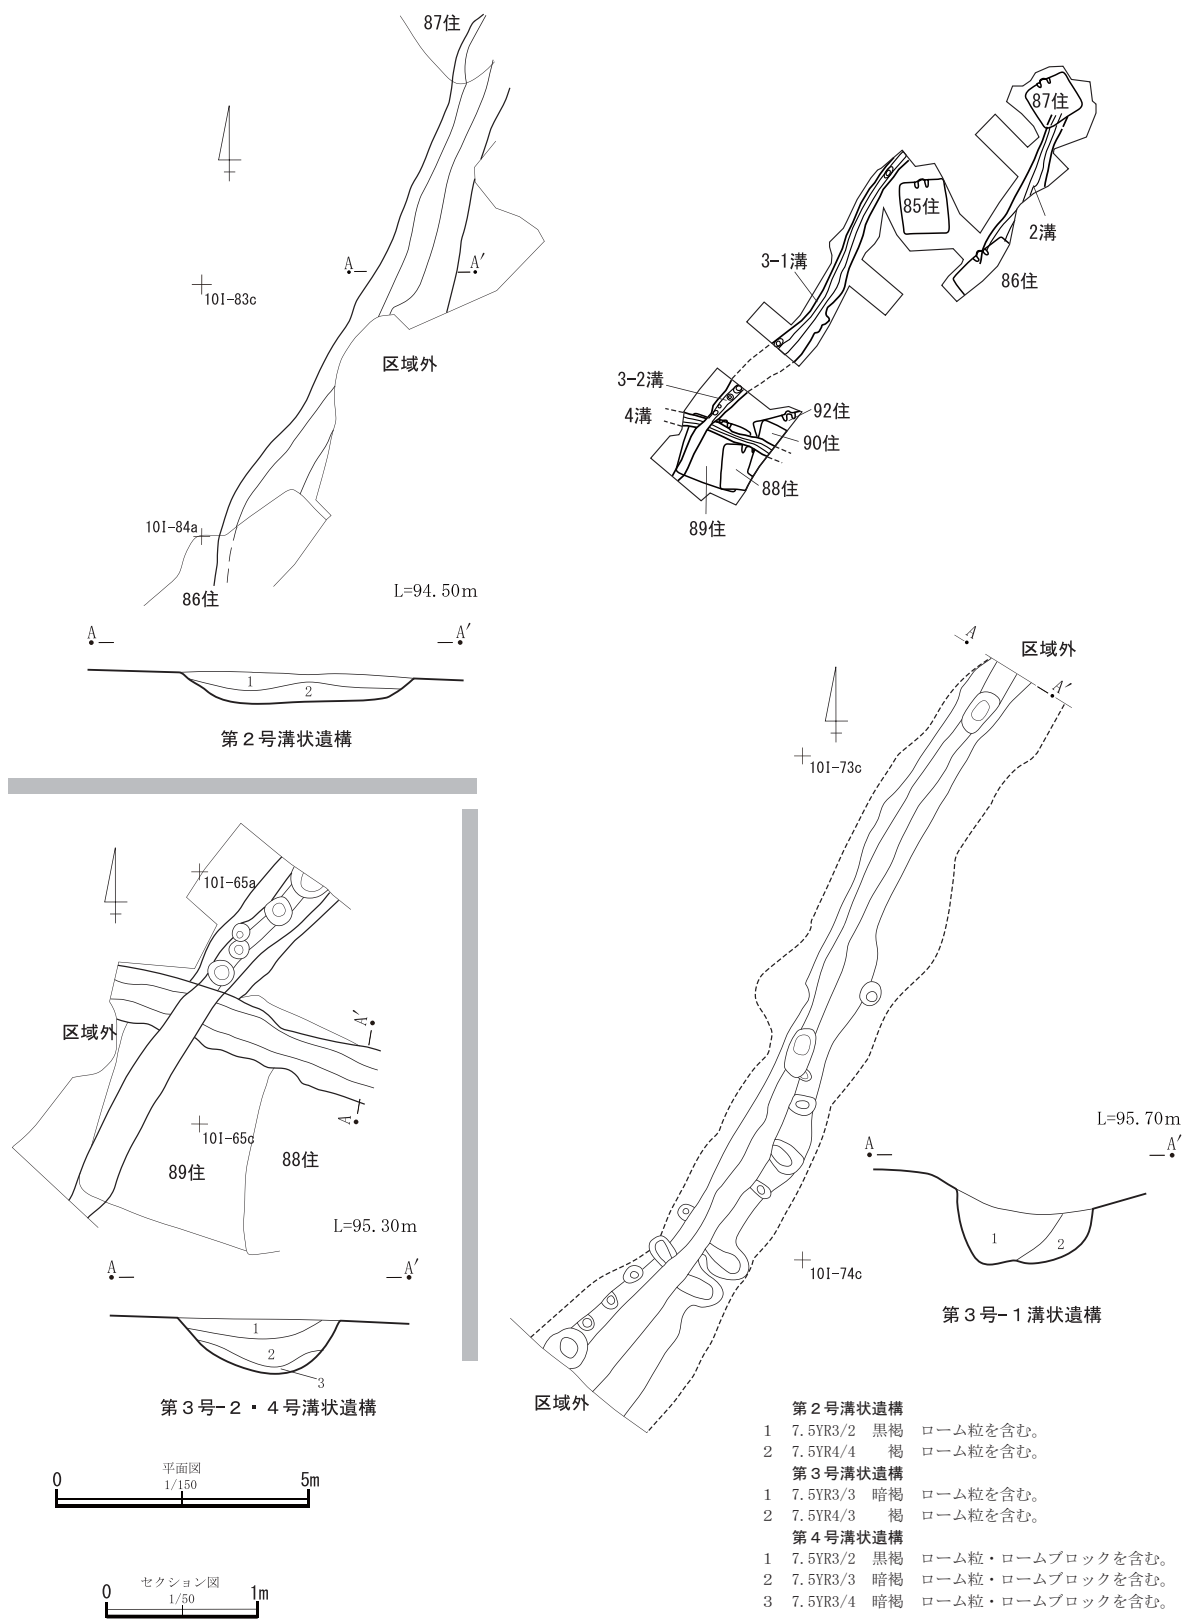 87住
A
A′
10I-83c
区域外
10I-84a
86住
L=94.50m
A
A′
1
2
第2号溝状遺構
87住
85住
2溝
86住
3-1溝
3-2溝
4溝
92住
90住
88住
89住
10I-65a
区域外
A′
A
10I-65c
89住
88住
L=95.30m
A
A′
1
2
3
第3号-2・4号溝状遺構
A
区域外
A′
10I-73c
L=95.70m
A
A′
1
2
10I-74c
第3号-1溝状遺構
区域外
0
平面図
1/150
5m
0
セクション図
1/50
1m
第2号溝状遺構
1 7.5YR3/2 黒褐 ローム粒を含む。
2 7.5YR4/4 褐 ローム粒を含む。
第3号溝状遺構
1 7.5YR3/3 暗褐 ローム粒を含む。
2 7.5YR4/3 褐 ローム粒を含む。
第4号溝状遺構
1 7.5YR3/2 黒褐 ローム粒・ロームブロックを含む。
2 7.5YR3/3 暗褐 ローム粒・ロームブロックを含む。
3 7.5YR3/4 暗褐 ローム粒・ロームブロックを含む。